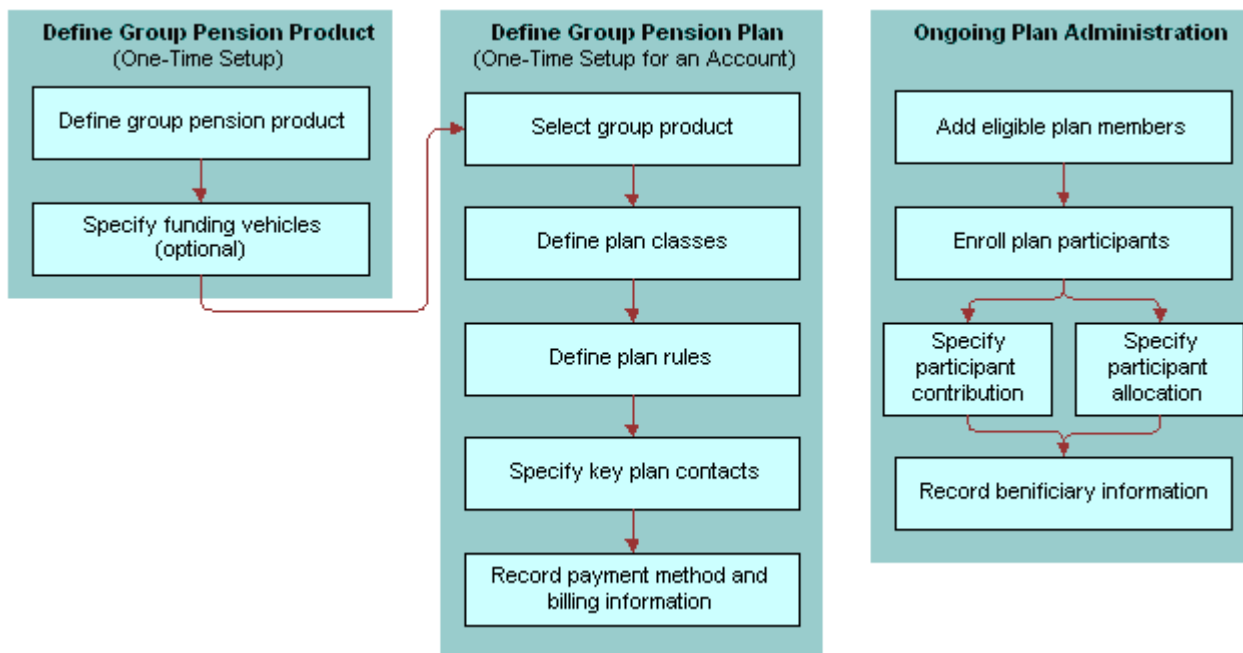 Define Group Pension Product
(One-Time Setup)
Define group pension product
Specify funding vehicles
(optional)
Define Group Pension Plan
(One-Time Setup for an Account)
Select group product
Define plan classes
Define plan rules
Specify key plan contacts
Record payment method and
billing information
Ongoing Plan Administration
Add eligible plan members
Enroll plan participants
Specify
participant
contribution
Specify
participant
allocation
Record benificiary information